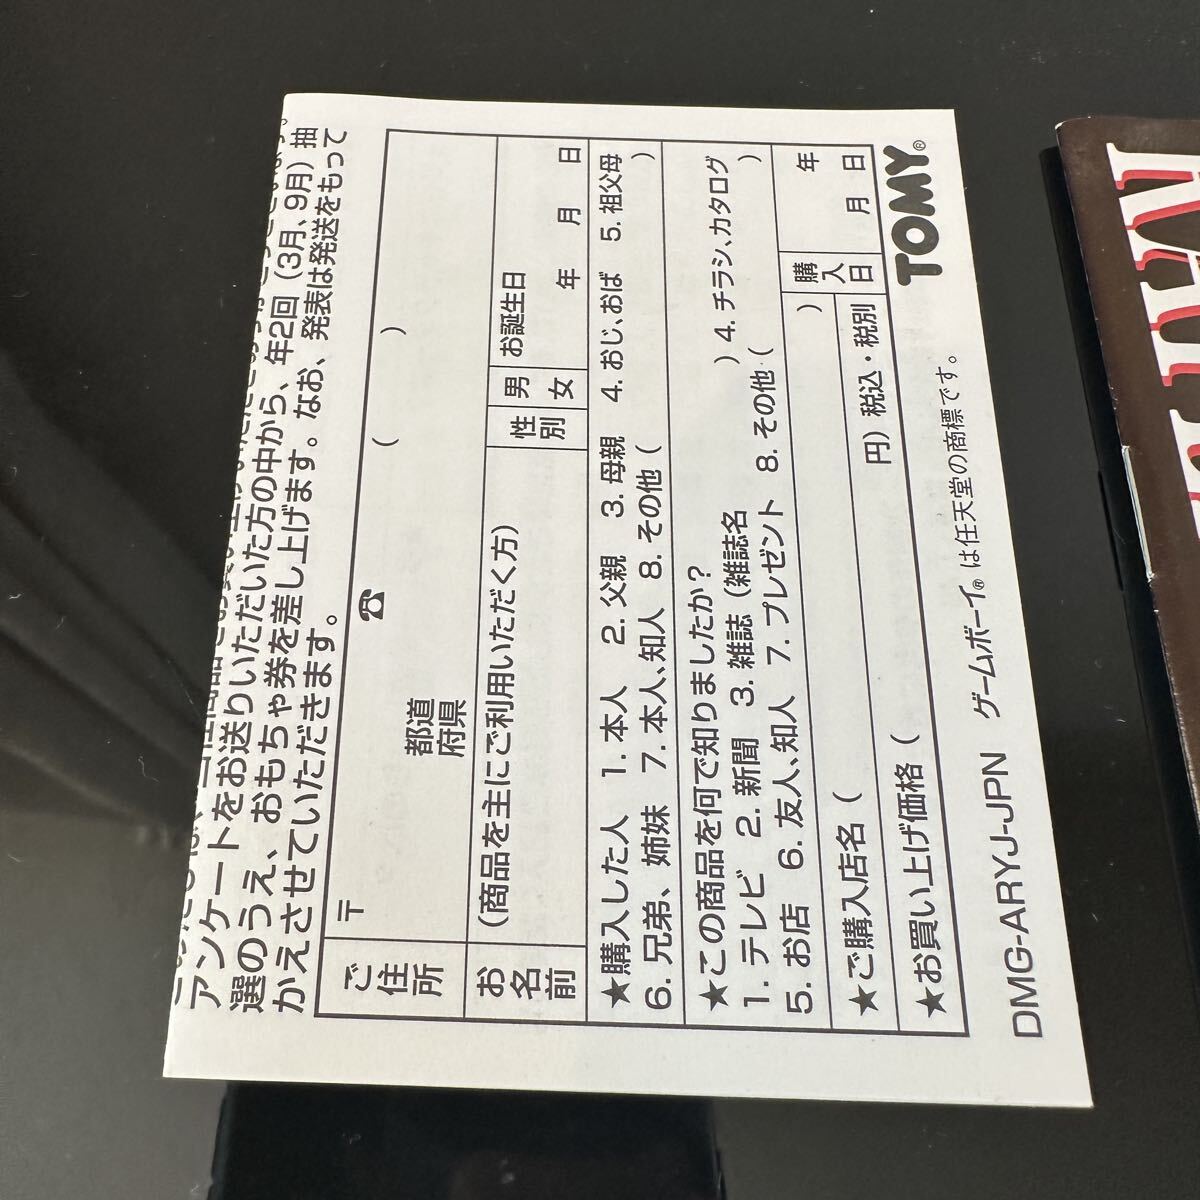 アンケートをお送りいただいた方の中から、年2回（3月、9月）抽
選のうえ、おもちゃ券を差し上げます。なお、発表は発送をもって
かえさせていただきます。
ご住所
〒
都道府県
☎ ( )
お名前
（商品を主にご利用いただく方）
性別
男
女
お誕生日
年 月 日
★購入した人 1. 本人 2. 父親 3. 母親 4. おじ、おば 5. 祖父母
6. 兄弟、姉妹 7. 本人、知人 8. その他 ( )
★この商品を何で知りましたか？
1. テレビ 2. 新聞 3. 雑誌（雑誌名 ) 4. チラシ、カタログ
5. お店 6. 友人、知人 7. プレゼント 8. その他 ( )
★ご購入店名 ( )
購入日
年
月 日
★お買い上げ価格 ( 円）税込・税別
DMG-ARYJ-JPN ゲームボーイ®は任天堂の商標です。
TOMY®